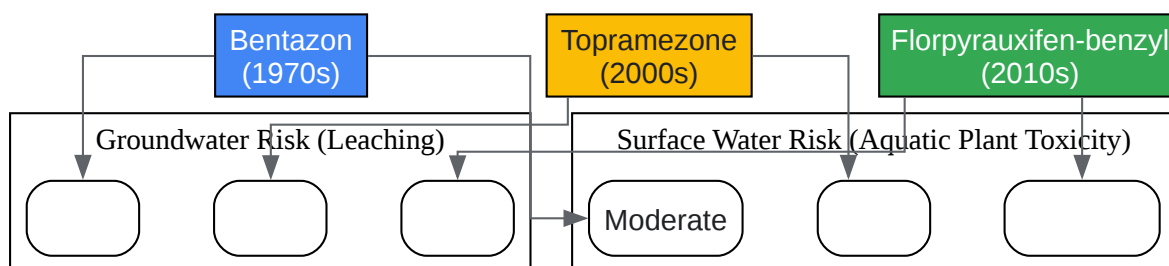 Bentazon
(1970s)
Topramezone
(2000s)
Florpyrauxifen-benzyl
(2010s)
Groundwater Risk (Leaching)
Surface Water Risk (Aquatic Plant Toxicity)
Moderate